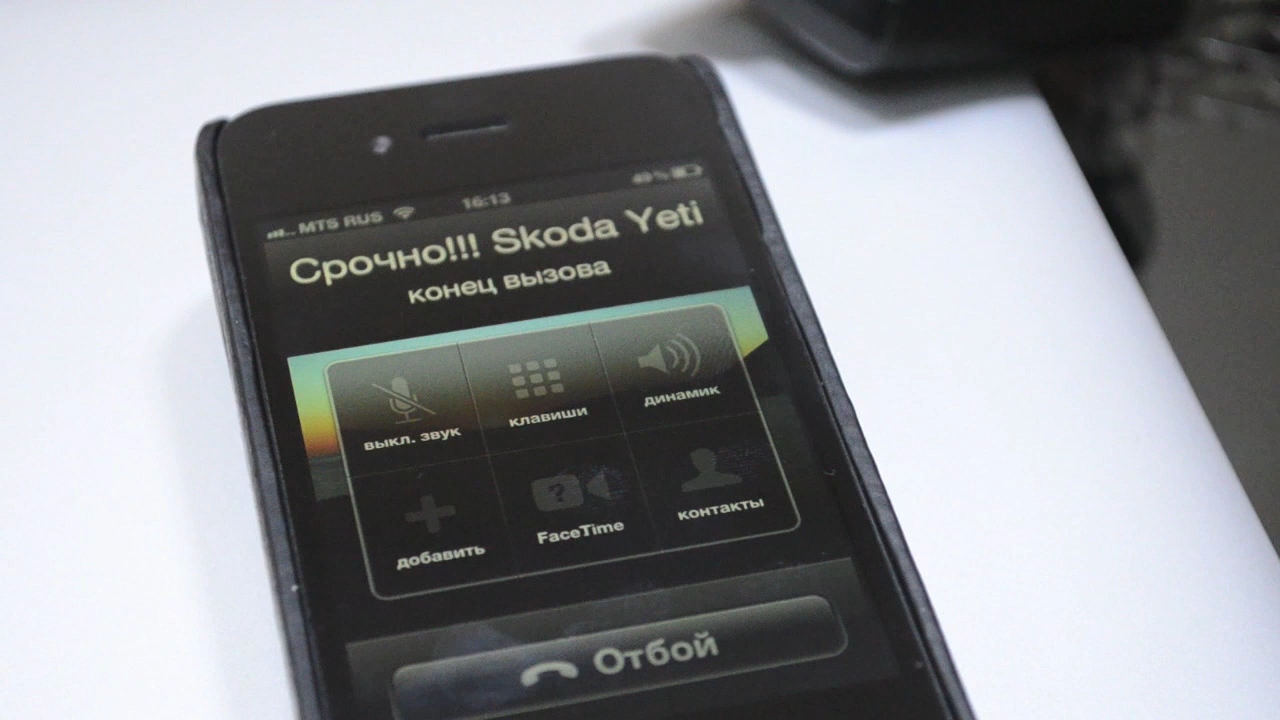 MTS RUS 16:13
Срочно!!! Skoda Yeti
конец вызова
выкл. звук клавиши динамик
добавить FaceTime контакты
Отбой